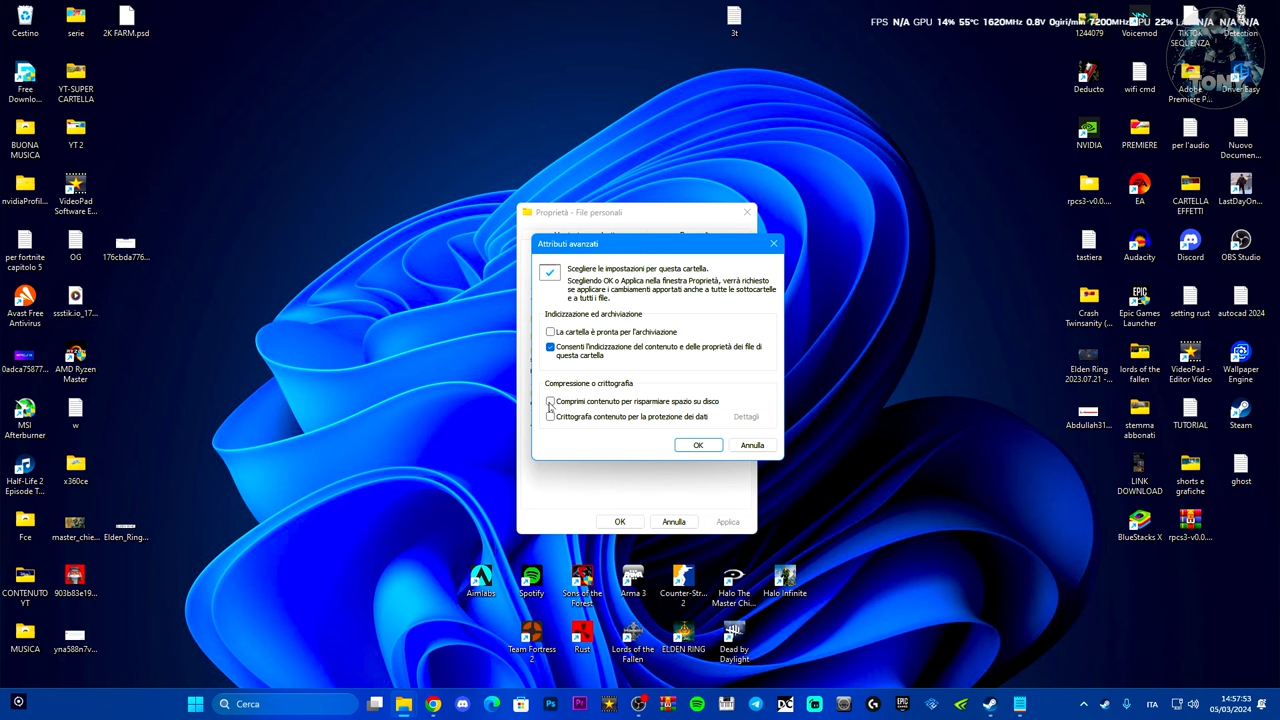 Cestino
serie
2K FARM.psd
3t
FPS N/A GPU 14% 55°C 1620MHz 0.8V 0giri/min 7200MHz
22%
N/A N/A N/A
1244079
Voicemod
TIKTOK
SEQUENZA
Detection
TONY
Free
Downlo...
YT-SUPER
CARTELLA
Deducto
wifi cmd
Adobe
Premiere P...
Driver Easy
BUONA
MUSICA
YT 2
NVIDIA
PREMIERE
per l'audio
Nuovo
Documen...
nvidiaProfil...
VideoPad
Software E...
rpcs3-v0.0...
EA
CARTELLA
EFFETTI
LastDayOn...
per fortnite
capitolo 5
OG
176cbda776...
tastiera
Audacity
Discord
OBS Studio
Avast Free
Antivirus
ssstik.io_17...
Crash
Twinsanity (...
Epic Games
Launcher
setting rust
autocad 2024
0adca75877...
AMD Ryzen
Master
Elden Ring
2023.07.21 -...
lords of the
fallen
VideoPad -
Editor Video
Wallpaper
Engine
MSI
Afterburner
w
Abdullah31...
stemma
abbonati
TUTORIAL
Steam
Half-Life 2
Episode T...
x360ce
LINK
DOWNLOAD
shorts e
grafiche
ghost
Fce
master_chie...
Elden_Ring...
BlueStacks X
rpcs3-v0.0...
CONTENUTO
YT
903b83e19...
MUSICA
yna588n7v...
Proprietà - File personali
Attributi avanzati
Scegliere le impostazioni per questa cartella.
Scegliendo OK o Applica nella finestra Proprietà, verrà richiesto
se applicare i cambiamenti apportati anche a tutte le sottocartelle
e a tutti i file.
Indicizzazione ed archiviazione
La cartella è pronta per l'archiviazione
Consenti l'indicizzazione del contenuto e delle proprietà dei file di
questa cartella
Compressione o crittografia
Comprimi contenuto per risparmiare spazio su disco
Crittografa contenuto per la protezione dei dati
Dettagli
OK
Annulla
OK
Annulla
Applica
Aimlabs
Spotify
Sons of the
Forest
Arma 3
Counter-Str...
2
Halo The
Master Chi...
Halo Infinite
Team Fortress
2
Rust
Lords of the
Fallen
ELDEN RING
Dead by
Daylight
Cerca
ITA
14:57:53
05/03/2024